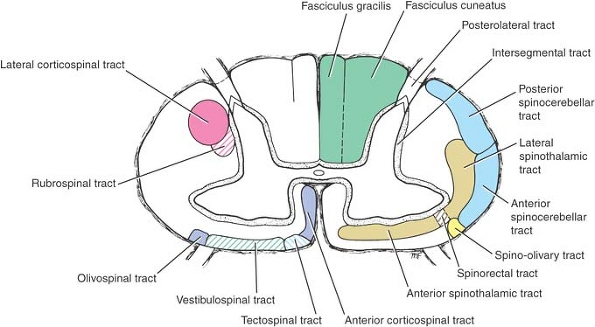 Fasciculus gracilis
Fasciculus cuneatus
Posterolateral tract
Intersegmental tract
Lateral corticospinal tract
Posterior
spinocerebellar
tract
Lateral
spinothalamic
tract
Rubrospinal tract
Anterior
spinocerebellar
tract
Spino-olivary tract
Olivospinal tract
Spinorectal tract
Vestibulospinal tract
Anterior spinothalamic tract
Tectospinal tract
Anterior corticospinal tract